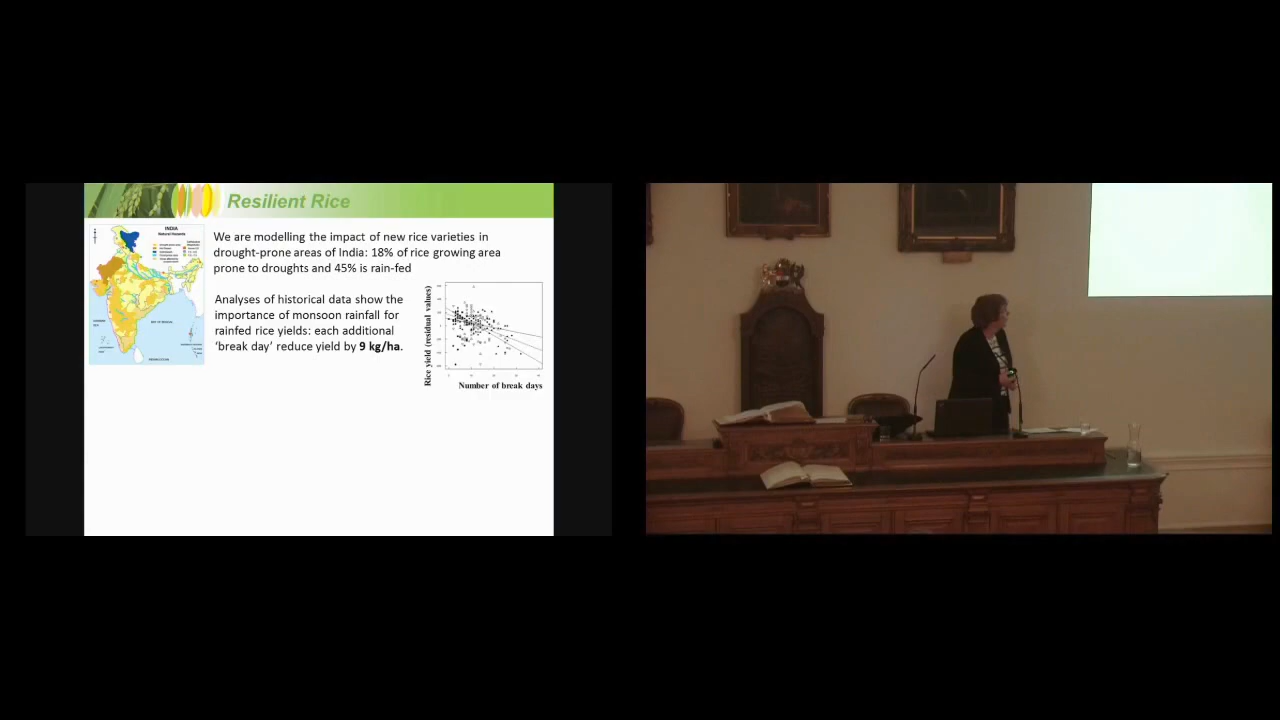 Resilient Rice
INDIA
Natural Hazards
We are modelling the impact of new rice varieties in
drought-prone areas of India: 18% of rice growing area
prone to droughts and 45% is rain-fed
Analyses of historical data show the
importance of monsoon rainfall for
rainfed rice yields: each additional
‘break day’ reduce yield by 9 kg/ha.
Rice yield (residual values)
Number of break days